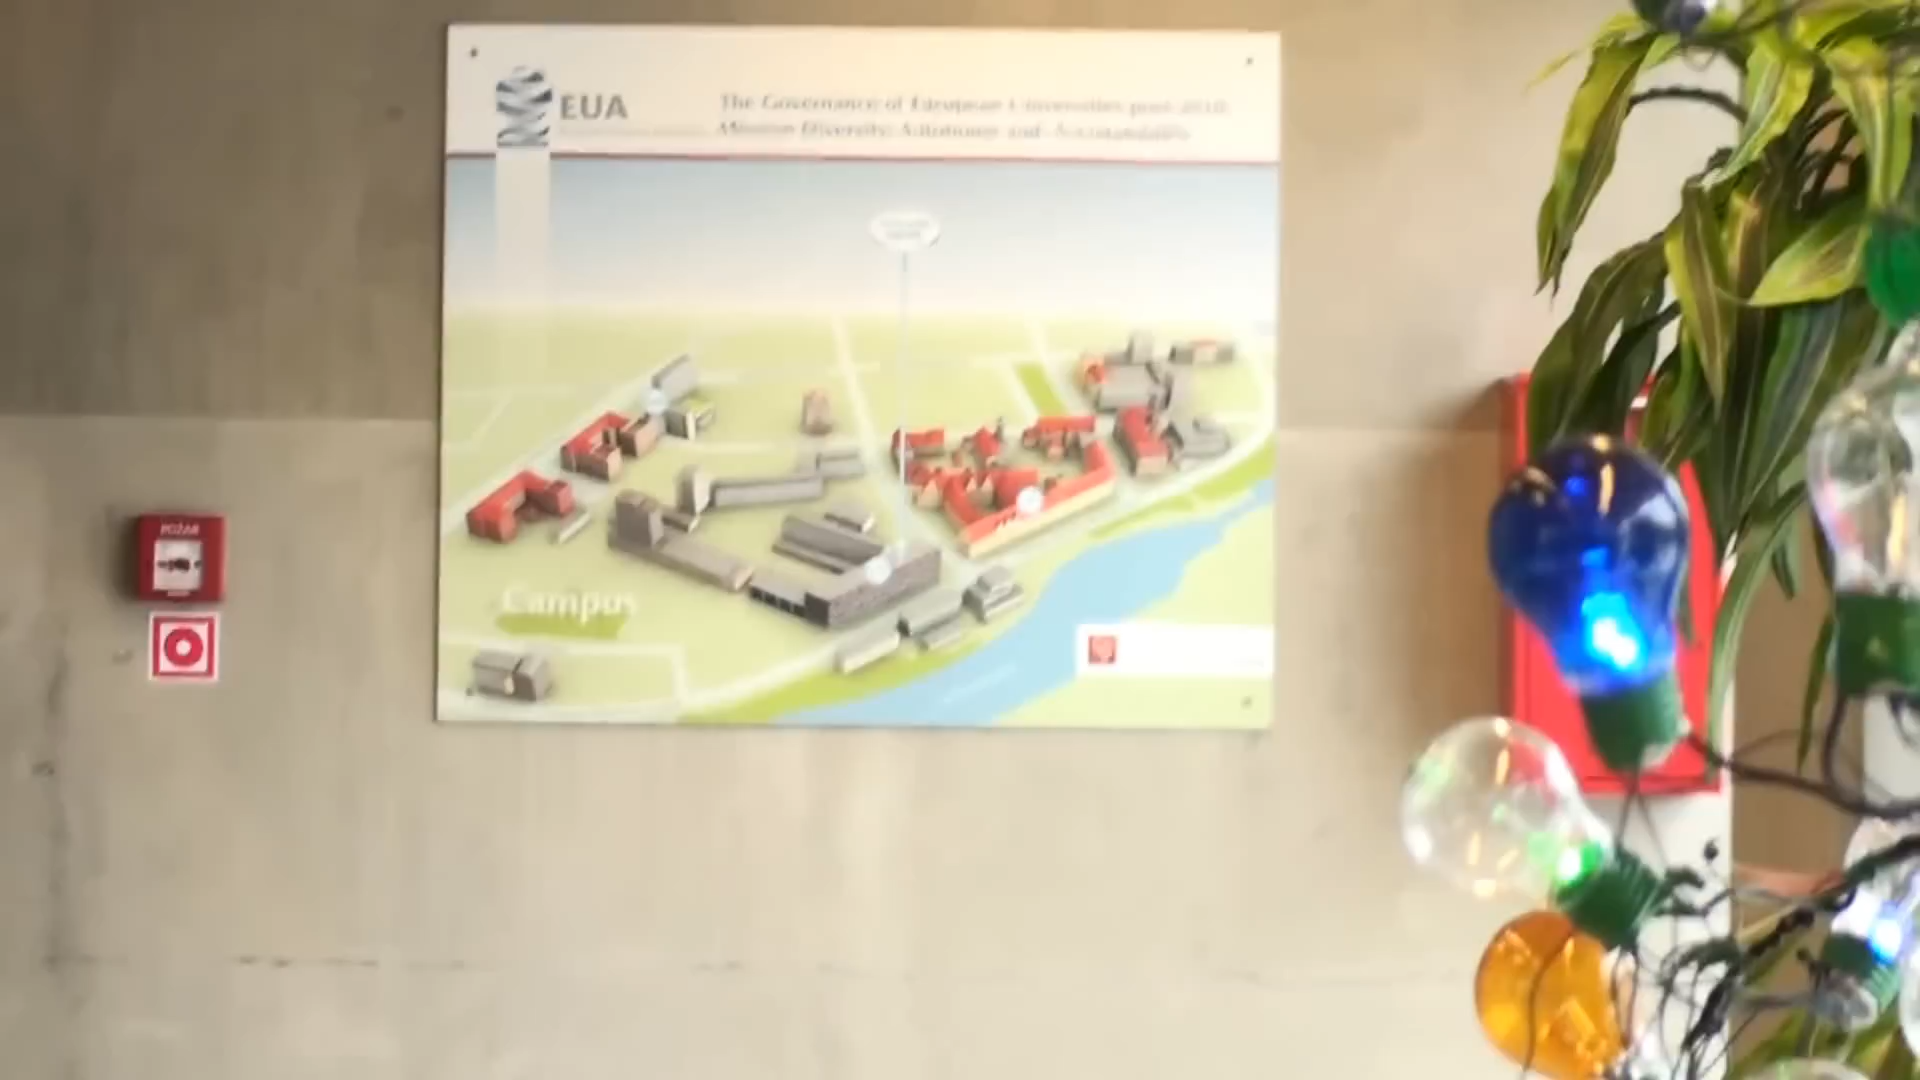 EUA
The Governance of European Universities post 2010
Mission Diversity, Autonomy and Accountability
Campus
POŻAR